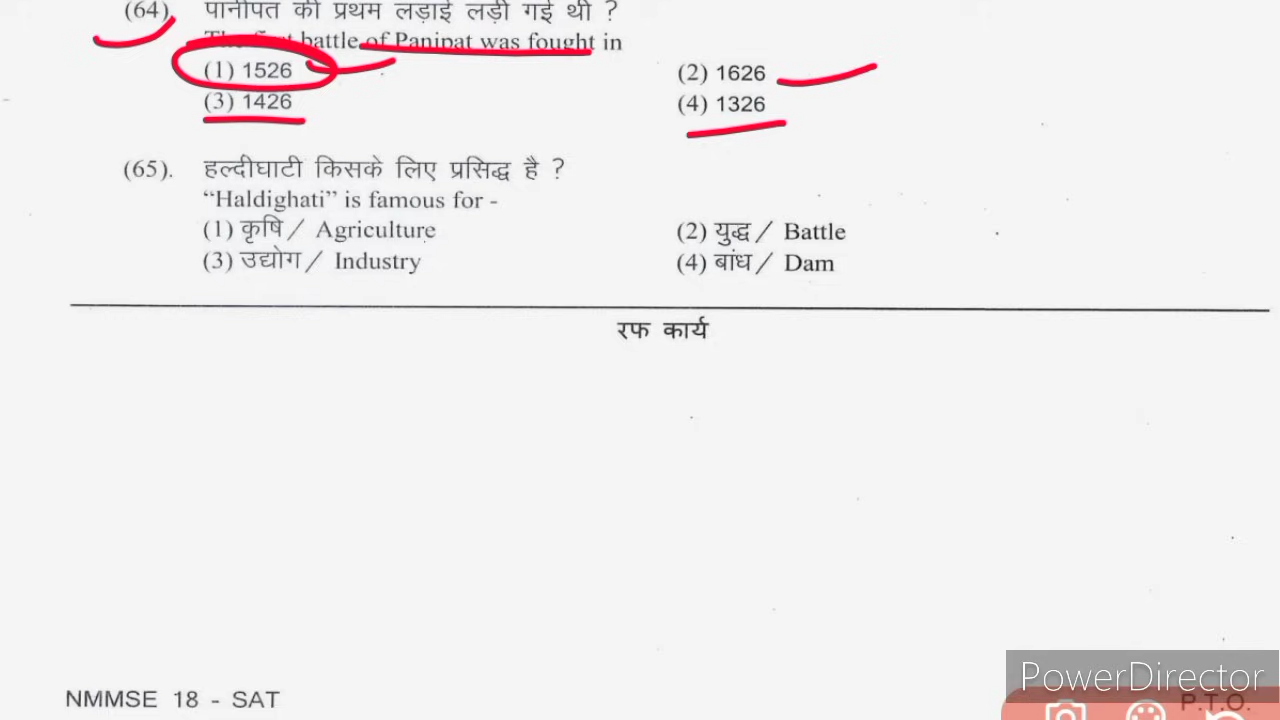 (64) पानीपत की प्रथम लड़ाई लड़ी गई थी ?
The first battle of Panipat was fought in
(1) 1526 (2) 1626
(3) 1426 (4) 1326
(65). हल्दीघाटी किसके लिए प्रसिद्ध है ?
“Haldighati” is famous for -
(1) कृषि / Agriculture (2) युद्ध / Battle
(3) उद्योग / Industry (4) बांध / Dam
रफ कार्य
PowerDirector
NMMSE 18 - SAT P.T.O.